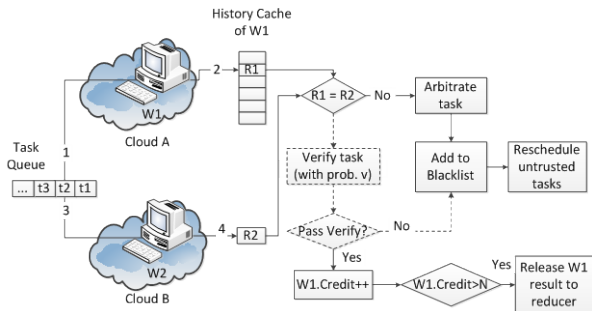 History Cache
of W1
2
R1
W1
Cloud A
R1 = R2
No
Arbitrate
task
Task
Queue
1
... t3 t2 t1
3
Verify task
(with prob. v)
Add to
Blacklist
Reschedule
untrusted
tasks
4
R2
W2
Cloud B
Pass Verify?
No
Yes
W1.Credit++
W1.Credit>N
Yes
Release W1
result to
reducer